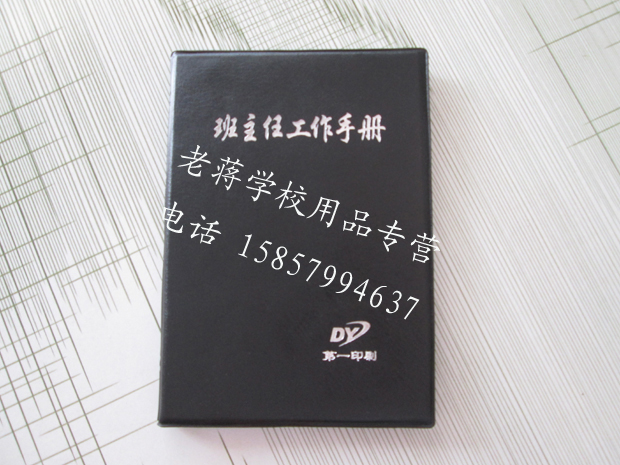 班主任工作手册
老蒋学校用品专营
电话 15857994637
DY
第一印刷